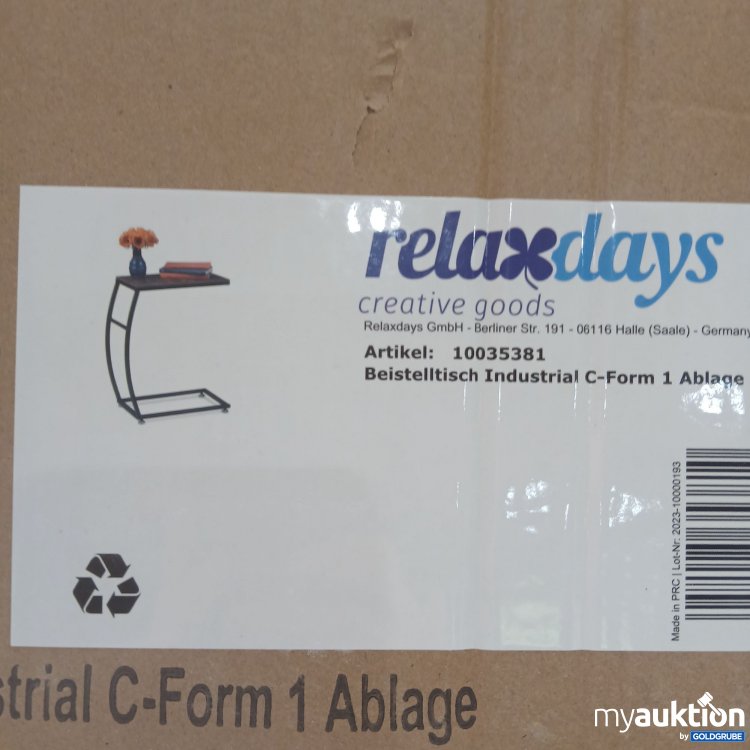 relaxdays
creative goods
Relaxdays GmbH - Berliner Str. 191 - 06116 Halle (Saale) - Germany
Artikel: 10035381
Beistelltisch Industrial C-Form 1 Ablage
Made in PRC | Lot-Nr: 2023-10000193
strial C-Form 1 Ablage
myauktion
by GOLDGRUBE